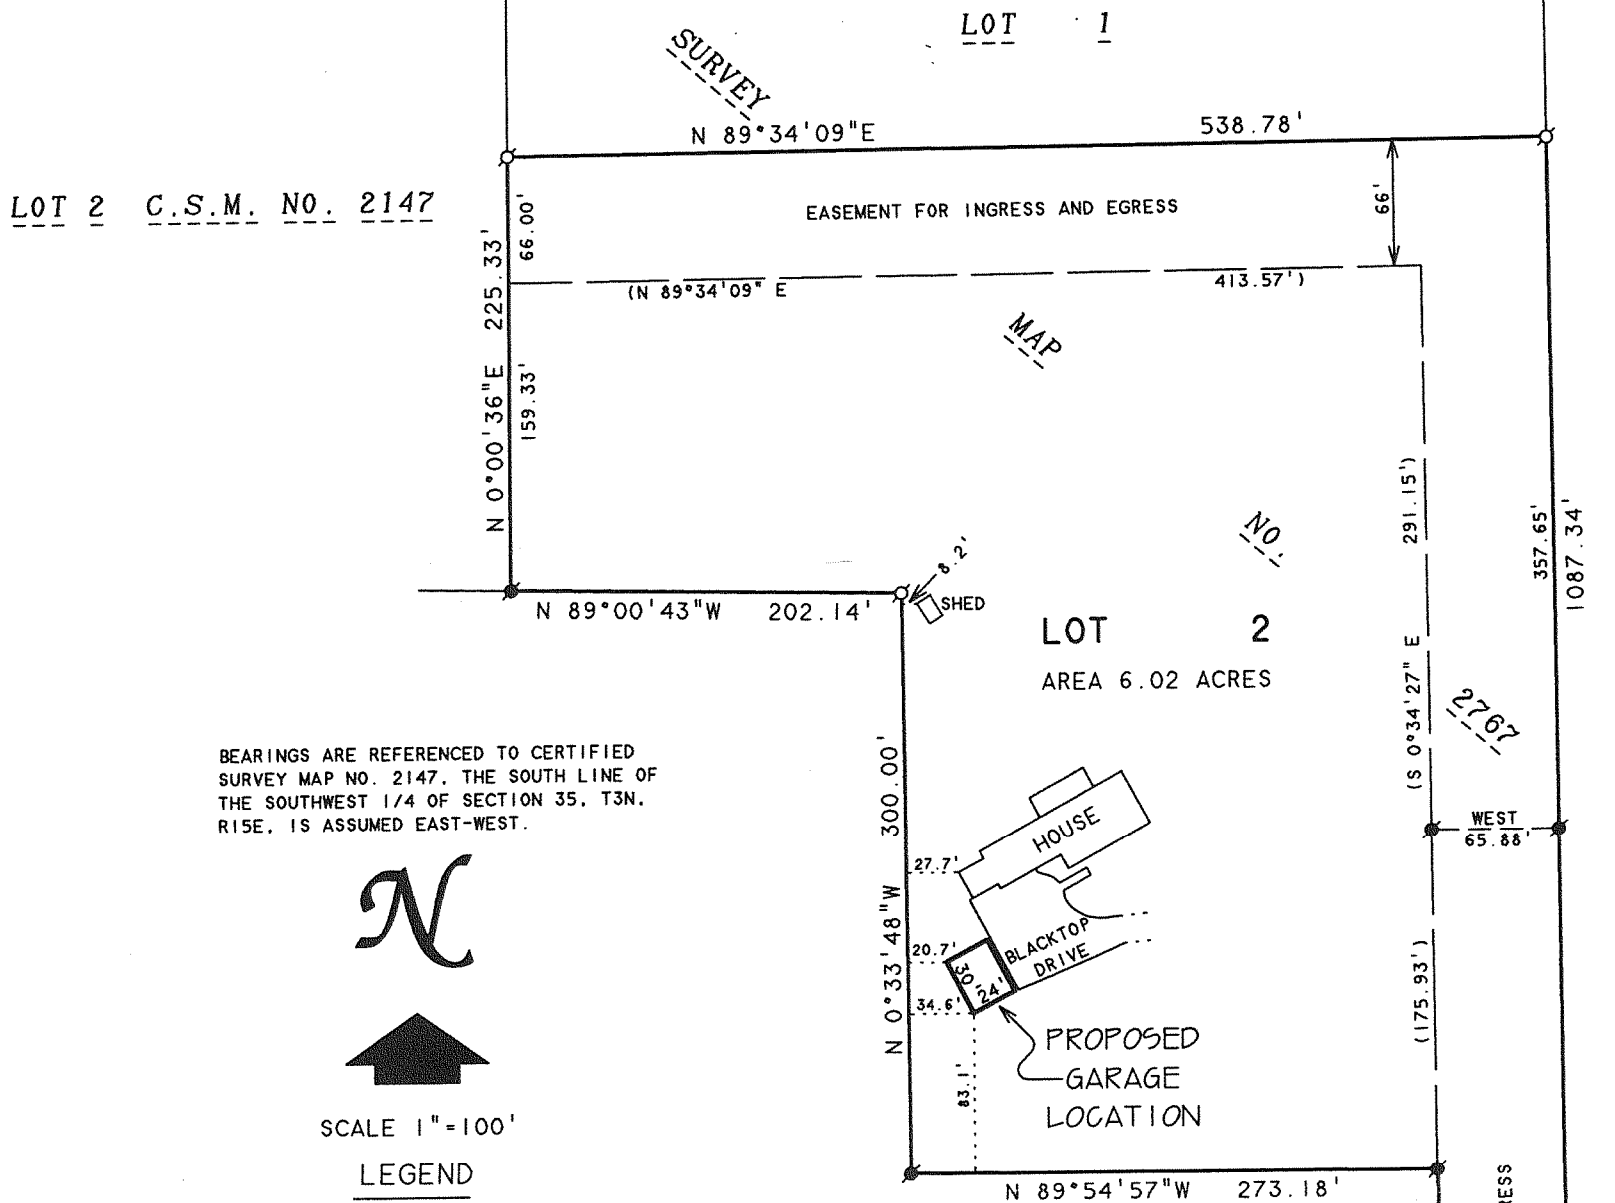 LOT 1
SURVEY
N 89°34'09"E 538.78'
LOT 2 C.S.M. NO. 2147
66.00'
EASEMENT FOR INGRESS AND EGRESS
66'
N 0°00'36"E 225.33'
(N 89°34'09" E 413.57')
MAP
159.33'
291.15')
NO.
357.65'
1087.34'
8.2'
SHED
N 89°00'43"W 202.14'
LOT 2
AREA 6.02 ACRES
(S 0°34'27" E
2767
BEARINGS ARE REFERENCED TO CERTIFIED
SURVEY MAP NO. 2147. THE SOUTH LINE OF
THE SOUTHWEST 1/4 OF SECTION 35. T3N.
R15E. IS ASSUMED EAST-WEST.
N 0°33'48"W 300.00'
HOUSE
WEST
65.88'
27.7'
20.7'
BLACKTOP
DRIVE
30'
24'
34.6'
(175.93')
N
PROPOSED
GARAGE
LOCATION
83.1'
SCALE 1"=100'
LEGEND
N 89°54'57"W 273.18'
RESS